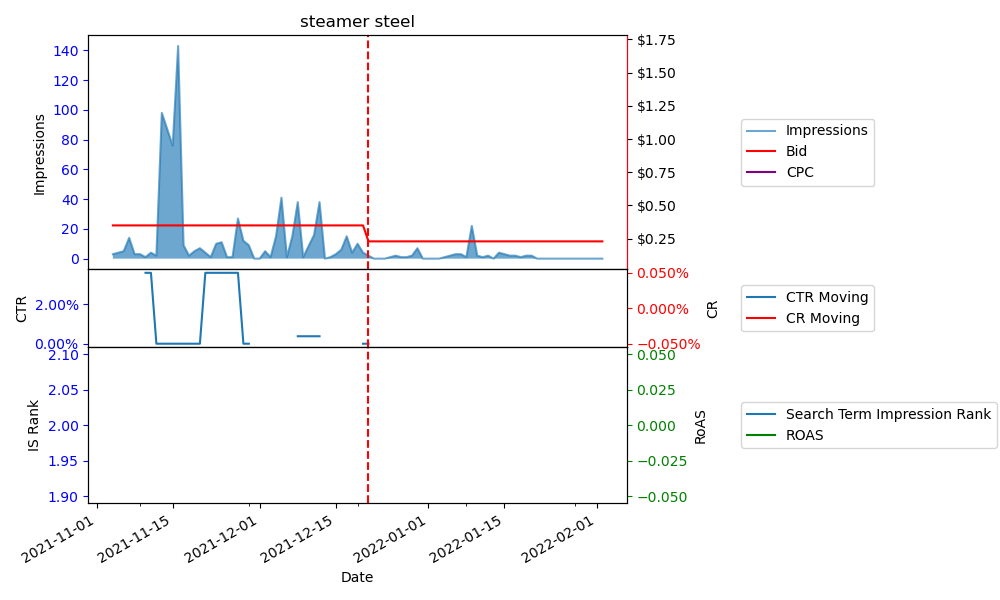 steamer steel
140
120
100
80
60
40
20
0
Impressions
$1.75
$1.50
$1.25
$1.00
$0.75
$0.50
$0.25
Impressions
Bid
CPC
2.00%
0.00%
CTR
0.050%
0.000%
−0.050%
CR
CTR Moving
CR Moving
2.10
2.05
2.00
1.95
1.90
IS Rank
0.050
0.025
0.000
−0.025
−0.050
RoAS
Search Term Impression Rank
ROAS
2021-11-01
2021-11-15
2021-12-01
2021-12-15
2022-01-01
2022-01-15
2022-02-01
Date